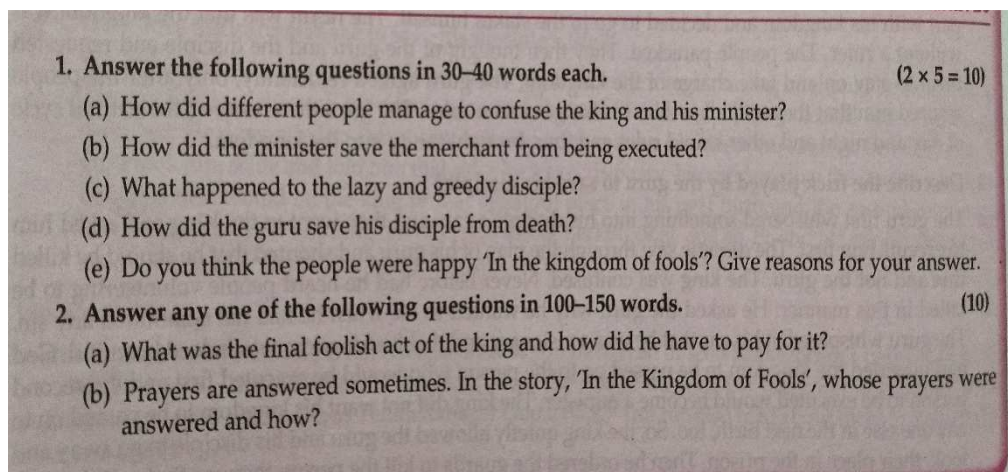 1. Answer the following questions in 30–40 words each. (2 × 5 = 10)
(a) How did different people manage to confuse the king and his minister?
(b) How did the minister save the merchant from being executed?
(c) What happened to the lazy and greedy disciple?
(d) How did the guru save his disciple from death?
(e) Do you think the people were happy ‘In the kingdom of fools’? Give reasons for your answer.
2. Answer any one of the following questions in 100–150 words. (10)
(a) What was the final foolish act of the king and how did he have to pay for it?
(b) Prayers are answered sometimes. In the story, ‘In the Kingdom of Fools’, whose prayers were
answered and how?